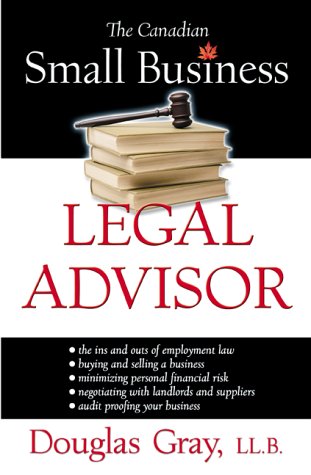 The Canadian
Small Business
LEGAL
ADVISOR
• the ins and outs of employment law
• buying and selling a business
• minimizing personal financial risk
• negotiating with landlords and suppliers
• audit proofing your business
Douglas Gray, LL.B.